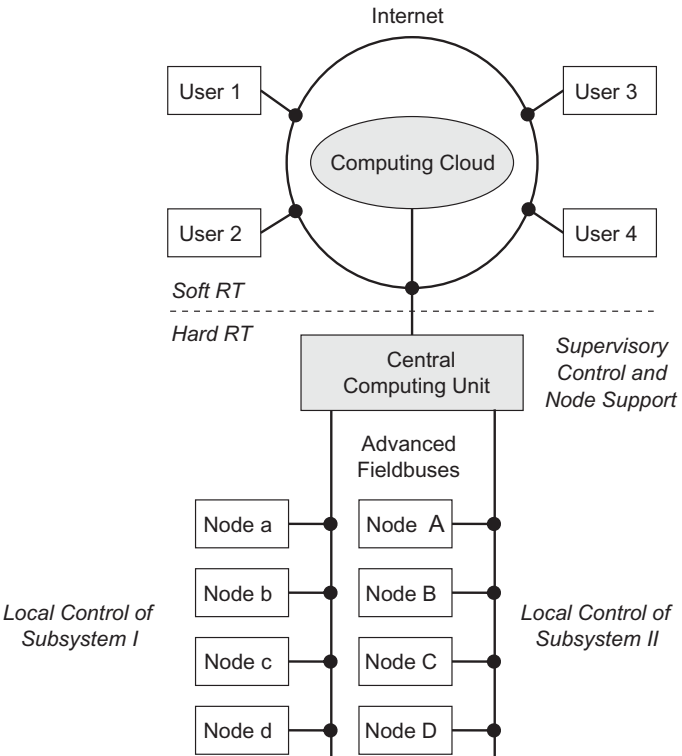 Internet
User 1
User 3
Computing Cloud
User 2
User 4
Soft RT
Hard RT
Central
Computing Unit
Supervisory
Control and
Node Support
Advanced
Fieldbuses
Node a
Node A
Node b
Node B
Local Control of
Subsystem I
Local Control of
Subsystem II
Node c
Node C
Node d
Node D